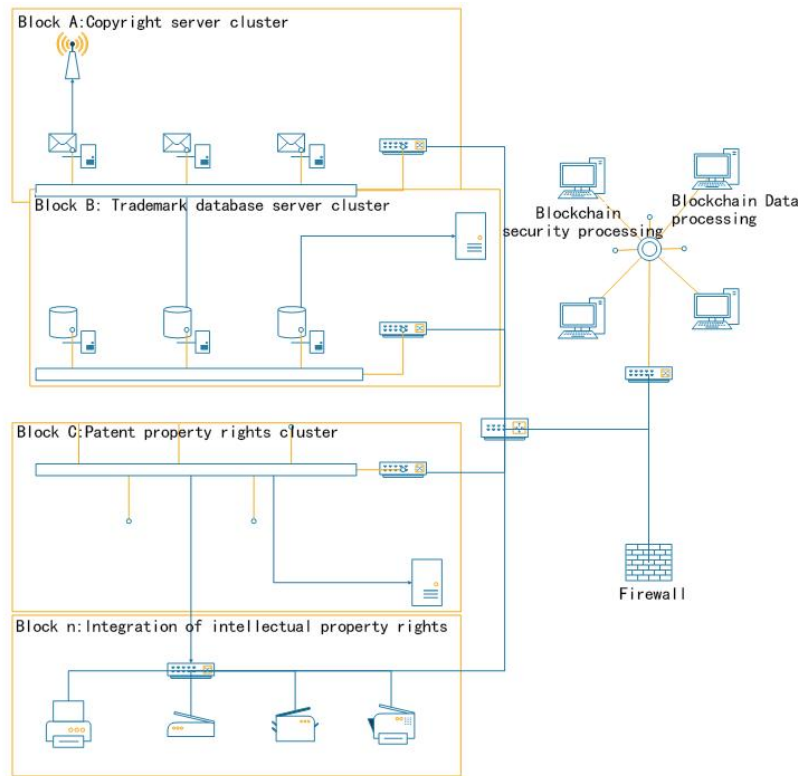 Block A:Copyright server cluster
Block B: Trademark database server cluster
Blockchain
security processing
Blockchain Data
processing
Block C:Patent property rights cluster
Firewall
Block n:Integration of intellectual property rights